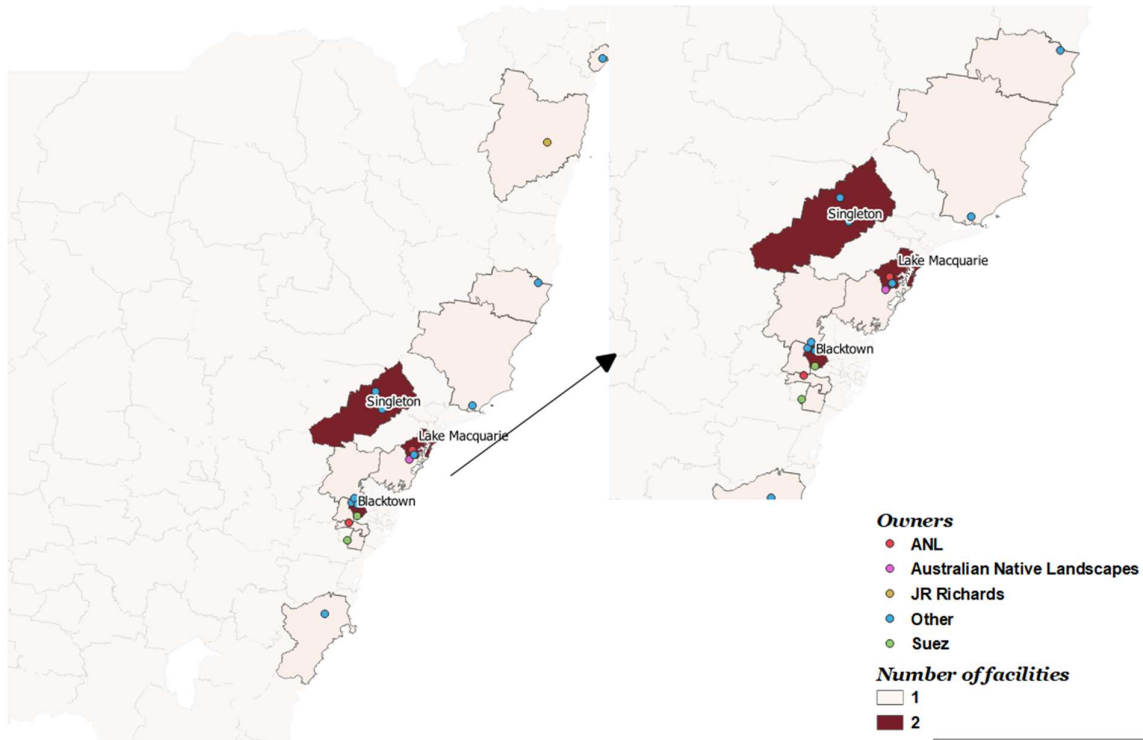 Singleton
Lake Macquarie
Blacktown
Singleton
Lake Macquarie
Blacktown
Owners
ANL
Australian Native Landscapes
JR Richards
Other
Suez
Number of facilities
1
2